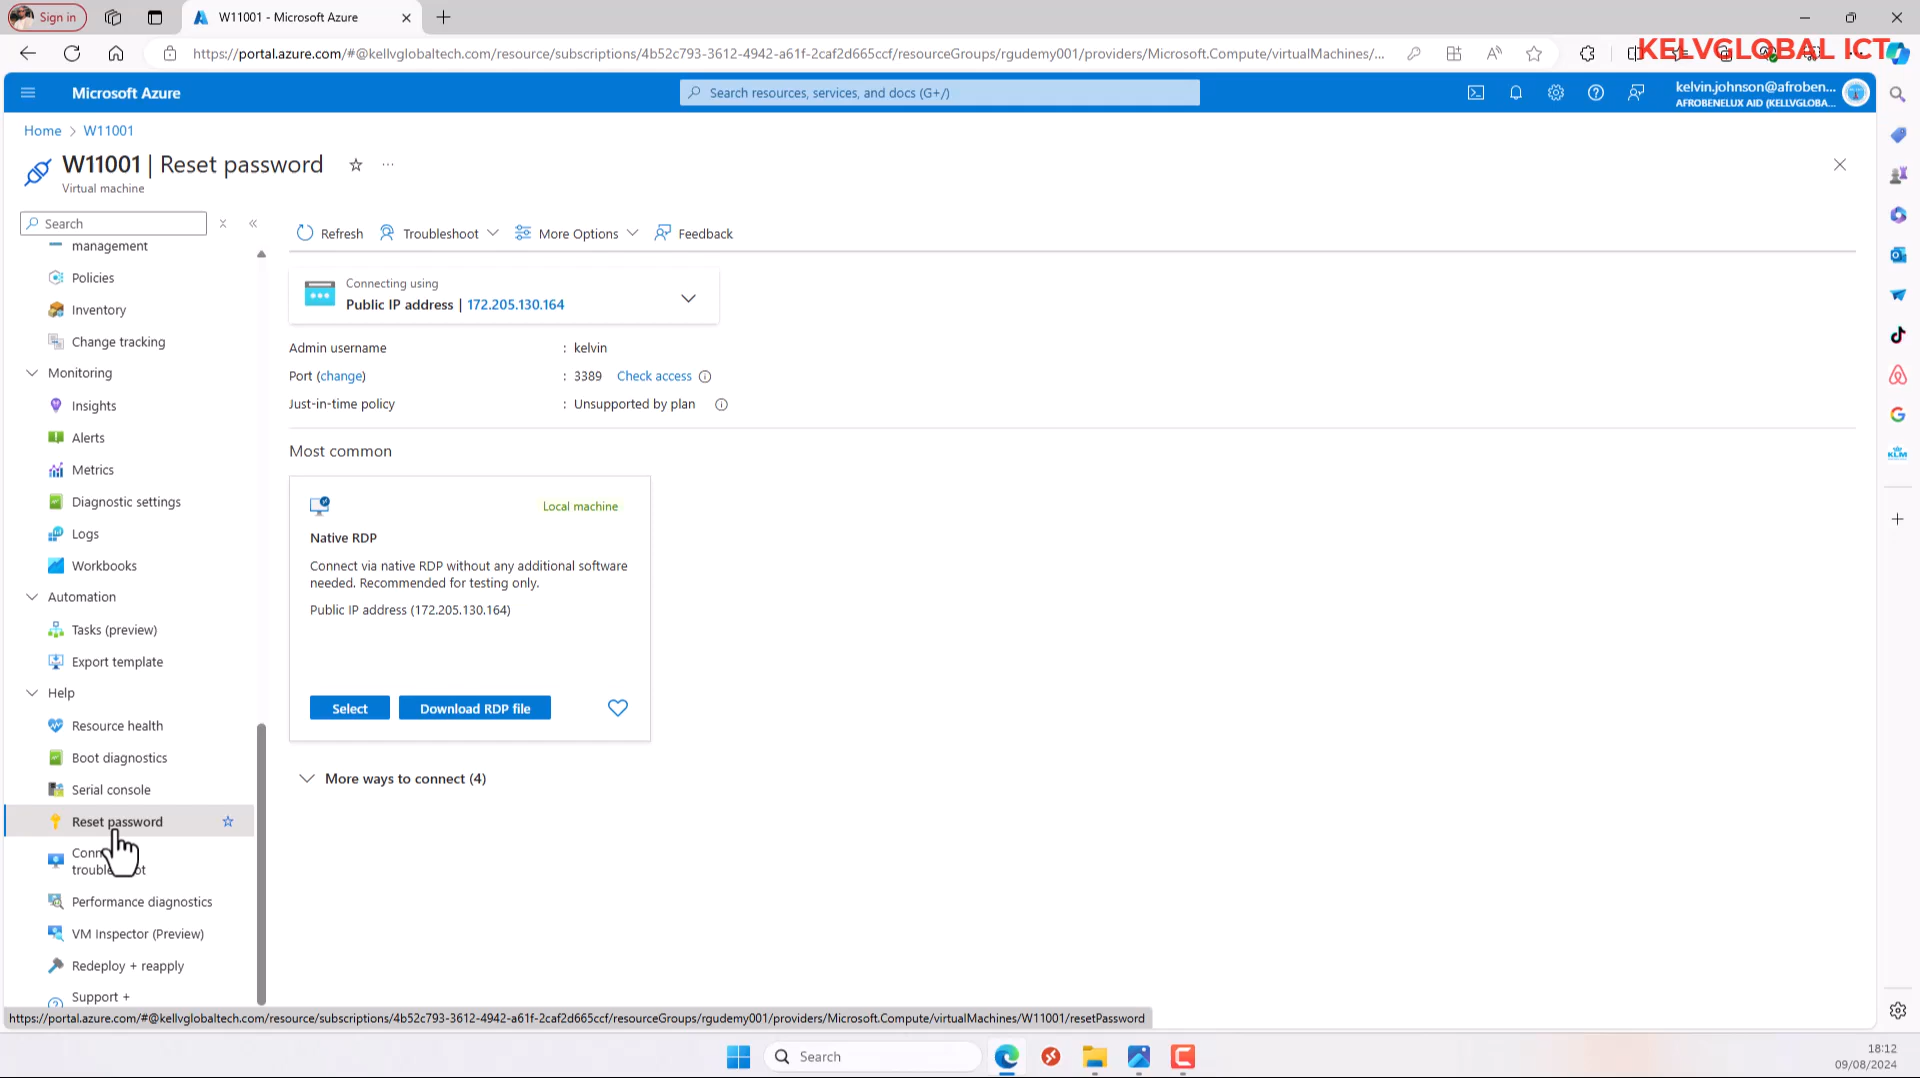 Sign in
W11001 - Microsoft Azure
https://portal.azure.com/#@kellvglobaltech.com/resource/subscriptions/4b52c793-3612-4942-a61f-2caf2d665ccf/resourceGroups/rgudemy001/providers/Microsoft.Compute/virtualMachines/...
KELVGLOBAL ICT
Microsoft Azure
Search resources, services, and docs (G+/)
kelvin.johnson@afroben...
AFROBENELUX AID (KELLVGLOBA...
Home > W11001
W11001 | Reset password
Virtual machine
Search
management
Policies
Inventory
Change tracking
Monitoring
Insights
Alerts
Metrics
Diagnostic settings
Logs
Workbooks
Automation
Tasks (preview)
Export template
Help
Resource health
Boot diagnostics
Serial console
Reset password
Performance diagnostics
VM Inspector (Preview)
Redeploy + reapply
Support +
Refresh
Troubleshoot
More Options
Feedback
Connecting using
Public IP address | 172.205.130.164
Admin username : kelvin
Port (change) : 3389 Check access
Just-in-time policy : Unsupported by plan
Most common
Local machine
Native RDP
Connect via native RDP without any additional software
needed. Recommended for testing only.
Public IP address (172.205.130.164)
Select
Download RDP file
More ways to connect (4)
KLM
https://portal.azure.com/#@kellvglobaltech.com/resource/subscriptions/4b52c793-3612-4942-a61f-2caf2d665ccf/resourceGroups/rgudemy001/providers/Microsoft.Compute/virtualMachines/W11001/resetPassword
Search
18:12
09/08/2024